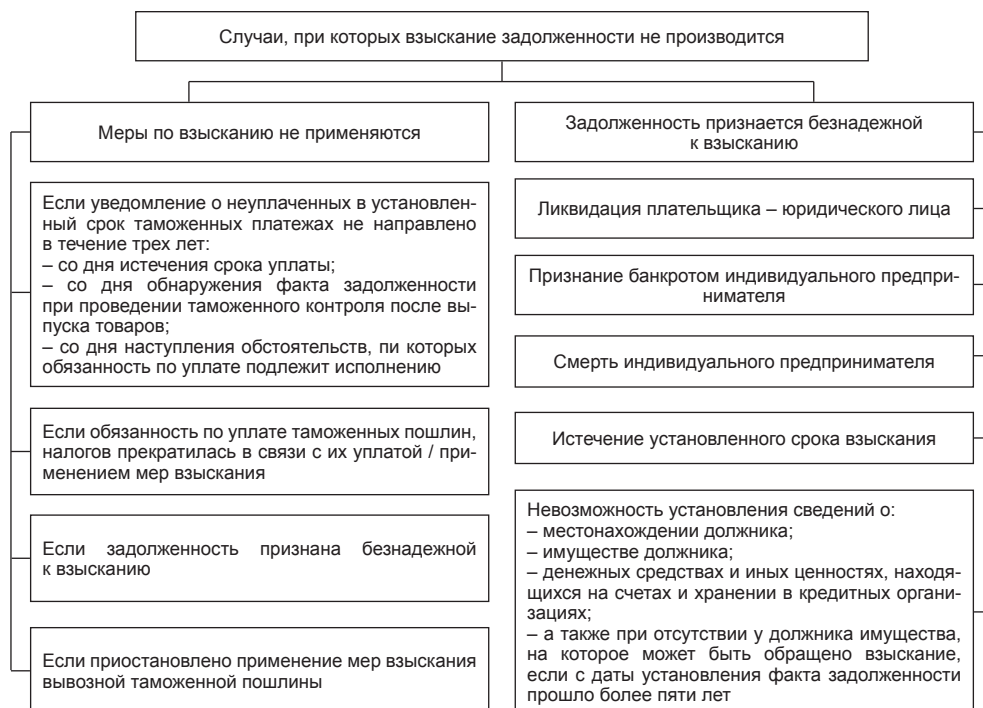 Случаи, при которых взыскание задолженности не производится
Меры по взысканию не применяются
Если уведомление о неуплаченных в установлен-
ный срок таможенных платежах не направлено
в течение трех лет:
– со дня истечения срока уплаты;
– со дня обнаружения факта задолженности
при проведении таможенного контроля после вы-
пуска товаров;
– со дня наступления обстоятельств, пи которых
обязанность по уплате подлежит исполнению
Если обязанность по уплате таможенных пошлин,
налогов прекратилась в связи с их уплатой / при-
менением мер взыскания
Если задолженность признана безнадежной
к взысканию
Если приостановлено применение мер взыскания
вывозной таможенной пошлины
Задолженность признается безнадежной
к взысканию
Ликвидация плательщика – юридического лица
Признание банкротом индивидуального предпри-
нимателя
Смерть индивидуального предпринимателя
Истечение установленного срока взыскания
Невозможность установления сведений о:
– местонахождении должника;
– имуществе должника;
– денежных средствах и иных ценностях, находя-
щихся на счетах и хранении в кредитных органи-
зациях;
– а также при отсутствии у должника имущества,
на которое может быть обращено взыскание,
если с даты установления факта задолженности
прошло более пяти лет